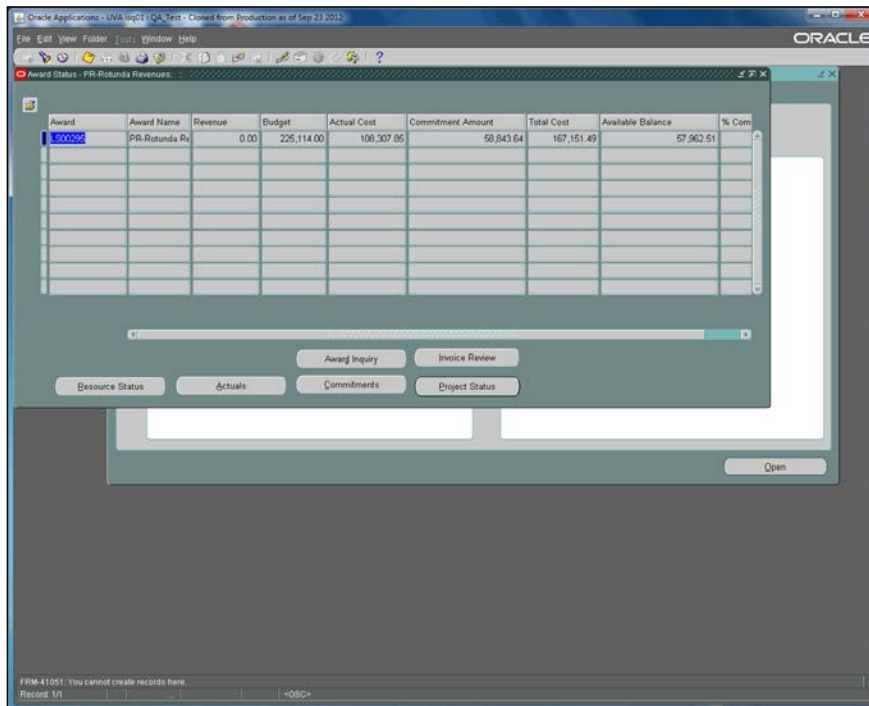 Oracle Applications - UVA isq01 : QA_Test - Cloned from Production as of Sep 23 2012
File Edit View Folder Tools Window Help
ORACLE
Award Status - PR-Rotunda Revenues:
Award Award Name Revenue Budget Actual Cost Commitment Amount Total Cost Available Balance % Com
LS00295 PR-Rotunda Re 0.00 225,114.00 108,307.85 58,843.64 167,151.49 57,962.51
Award Inquiry Invoice Review
Resource Status Actuals Commitments Project Status
Open
FRM-41051: You cannot create records here.
Record: 1/1 ... <OSC>